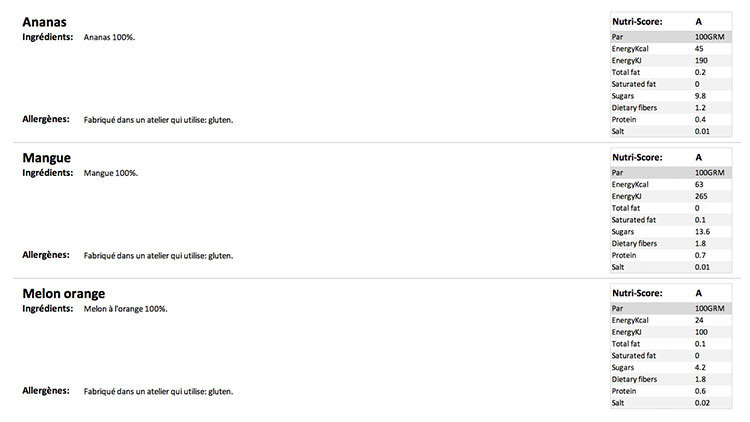 Ananas
Ingrédients: Ananas 100%.
Allergènes: Fabriqué dans un atelier qui utilise: gluten.
Nutri-Score: A
Par 100GRM
EnergyKcal 45
EnergyKJ 190
Total fat 0.2
Saturated fat 0
Sugars 9.8
Dietary fibers 1.2
Protein 0.4
Salt 0.01
Mangue
Ingrédients: Mangue 100%.
Allergènes: Fabriqué dans un atelier qui utilise: gluten.
Nutri-Score: A
Par 100GRM
EnergyKcal 63
EnergyKJ 265
Total fat 0
Saturated fat 0.1
Sugars 13.6
Dietary fibers 1.8
Protein 0.7
Salt 0.01
Melon orange
Ingrédients: Melon à l'orange 100%.
Allergènes: Fabriqué dans un atelier qui utilise: gluten.
Nutri-Score: A
Par 100GRM
EnergyKcal 24
EnergyKJ 100
Total fat 0.1
Saturated fat 0
Sugars 4.2
Dietary fibers 1.8
Protein 0.6
Salt 0.02